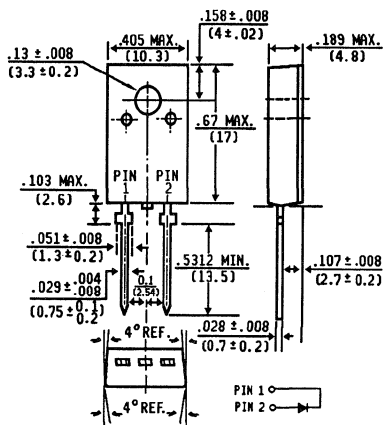 .158±.008
(4±.02)
.405 MAX.
(10.3)
.189 MAX.
(4.8)
.13±.008
(3.3±0.2)
.67 MAX.
(17)
PIN 1
PIN 2
.103 MAX.
(2.6)
.051±.008
(1.3±0.2)
.5312 MIN.
(13.5)
.107±.008
(2.7±0.2)
.029±.004
.008
(0.75±0.1
0.2)
0.1
(2.54)
.028±.008
(0.7±0.2)
4° REF.
4° REF.
PIN 1
PIN 2